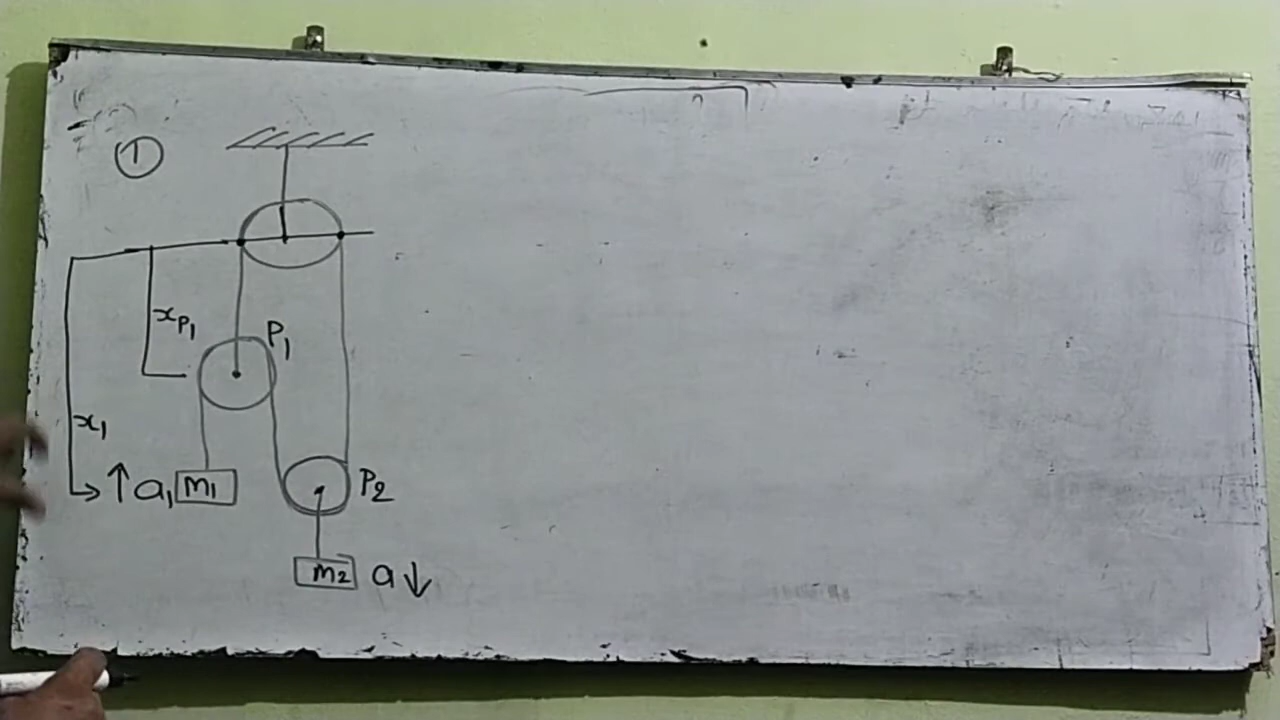 ①
P₁
x_P₁
x₁
↑ a₁ m₁
P₂
m₂ a↓